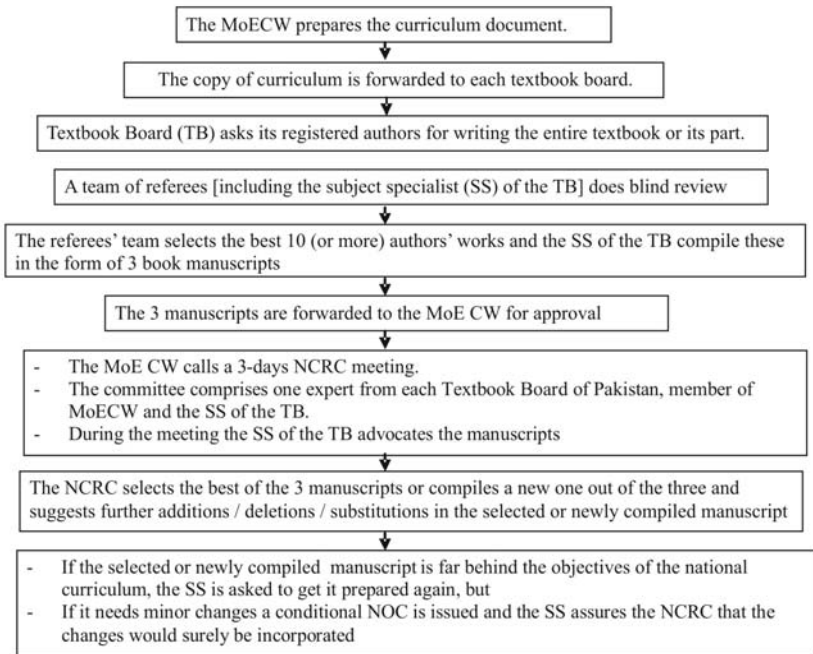 The MoECW prepares the curriculum document.
The copy of curriculum is forwarded to each textbook board.
Textbook Board (TB) asks its registered authors for writing the entire textbook or its part.
A team of referees [including the subject specialist (SS) of the TB] does blind review
The referees’ team selects the best 10 (or more) authors’ works and the SS of the TB compile these
in the form of 3 book manuscripts
The 3 manuscripts are forwarded to the MoE CW for approval
- The MoE CW calls a 3-days NCRC meeting.
- The committee comprises one expert from each Textbook Board of Pakistan, member of
MoECW and the SS of the TB.
- During the meeting the SS of the TB advocates the manuscripts
The NCRC selects the best of the 3 manuscripts or compiles a new one out of the three and
suggests further additions / deletions / substitutions in the selected or newly compiled manuscript
- If the selected or newly compiled manuscript is far behind the objectives of the national
curriculum, the SS is asked to get it prepared again, but
- If it needs minor changes a conditional NOC is issued and the SS assures the NCRC that the
changes would surely be incorporated